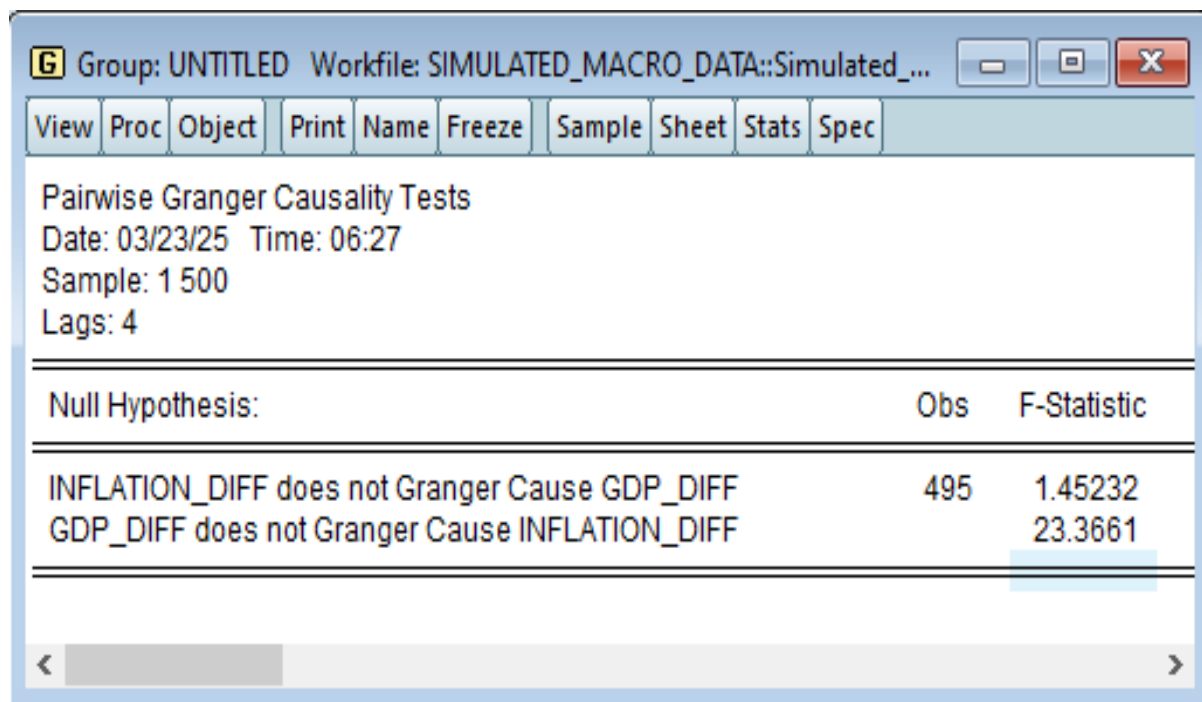 G Group: UNTITLED Workfile: SIMULATED_MACRO_DATA::Simulated_...
View Proc Object Print Name Freeze Sample Sheet Stats Spec
Pairwise Granger Causality Tests
Date: 03/23/25 Time: 06:27
Sample: 1 500
Lags: 4
Null Hypothesis: Obs F-Statistic
INFLATION_DIFF does not Granger Cause GDP_DIFF 495 1.45232
GDP_DIFF does not Granger Cause INFLATION_DIFF 23.3661